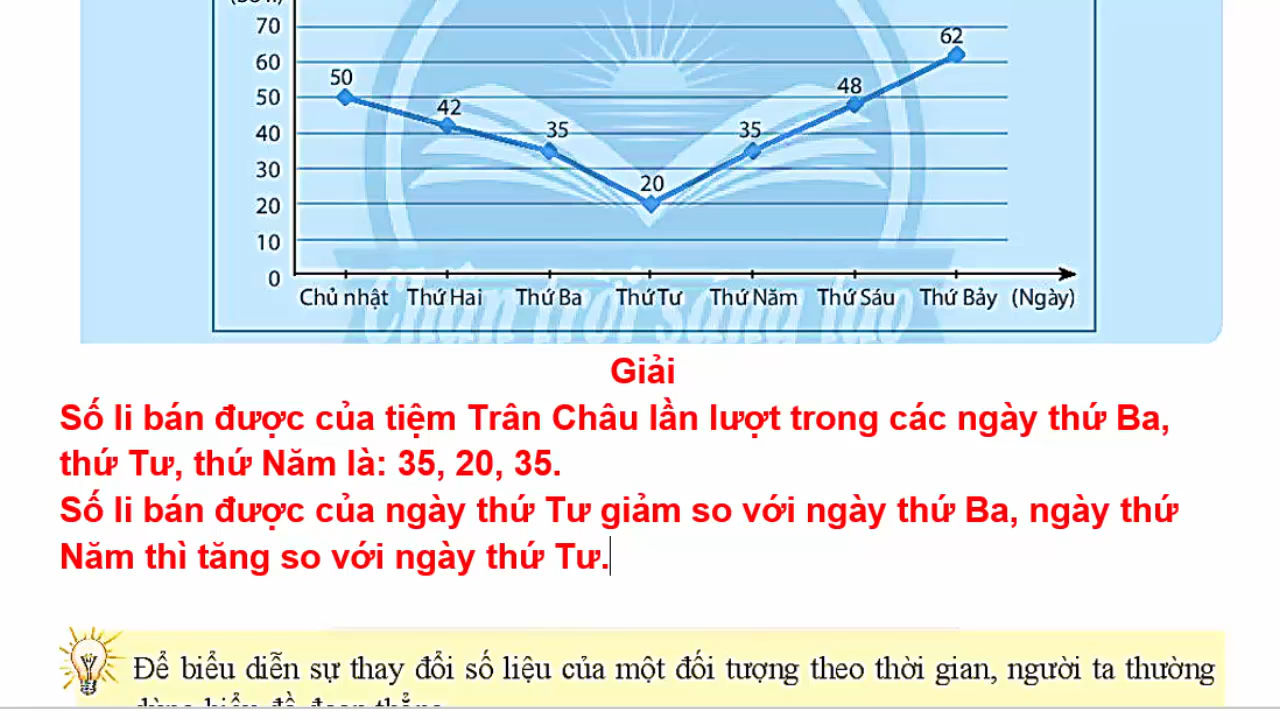 70
62
60
50
50
48
42
40
35
35
30
20
20
10
0
Chủ nhật Thứ Hai Thứ Ba Thứ Tư Thứ Năm Thứ Sáu Thứ Bảy (Ngày)
Chân trời sáng tạo
Giải
Số li bán được của tiệm Trân Châu lần lượt trong các ngày thứ Ba,
thứ Tư, thứ Năm là: 35, 20, 35.
Số li bán được của ngày thứ Tư giảm so với ngày thứ Ba, ngày thứ
Năm thì tăng so với ngày thứ Tư.
Để biểu diễn sự thay đổi số liệu của một đối tượng theo thời gian, người ta thường